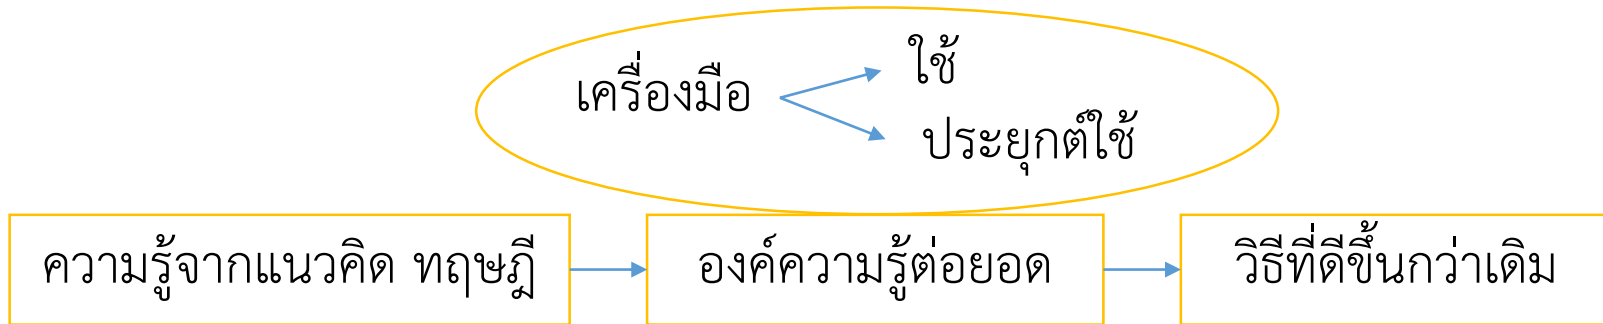 ใช้
เครื่องมือ
ประยุกต์ใช้
ความรู้จากแนวคิด ทฤษฎี
องค์ความรู้ต่อยอด
วิธีที่ดีขึ้นกว่าเดิม